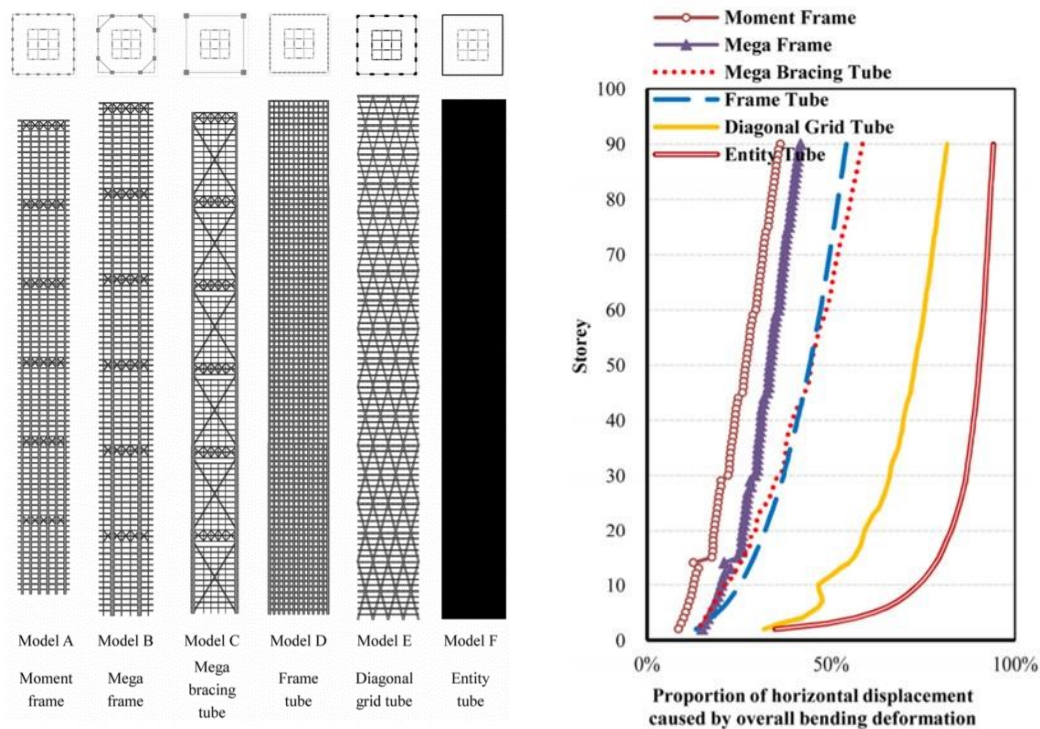 Model A
Model B
Model C
Model D
Model E
Model F
Moment
frame
Mega
frame
Mega
bracing
tube
Frame
tube
Diagonal
grid tube
Entity
tube
Moment Frame
Mega Frame
Mega Bracing Tube
Frame Tube
Diagonal Grid Tube
Entity Tube
100
90
80
70
60
50
40
30
20
10
0
Storey
0%
50%
100%
Proportion of horizontal displacement
caused by overall bending deformation